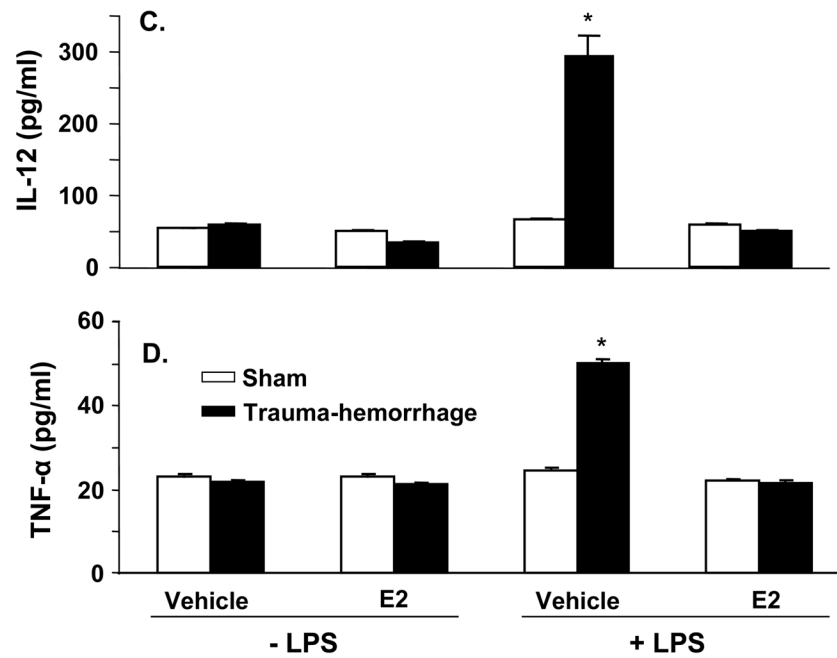 C.
IL-12 (pg/ml)
300
200
100
0
*
D.
TNF-α (pg/ml)
60
40
20
0
Sham
Trauma-hemorrhage
*
Vehicle E2 Vehicle E2
- LPS + LPS